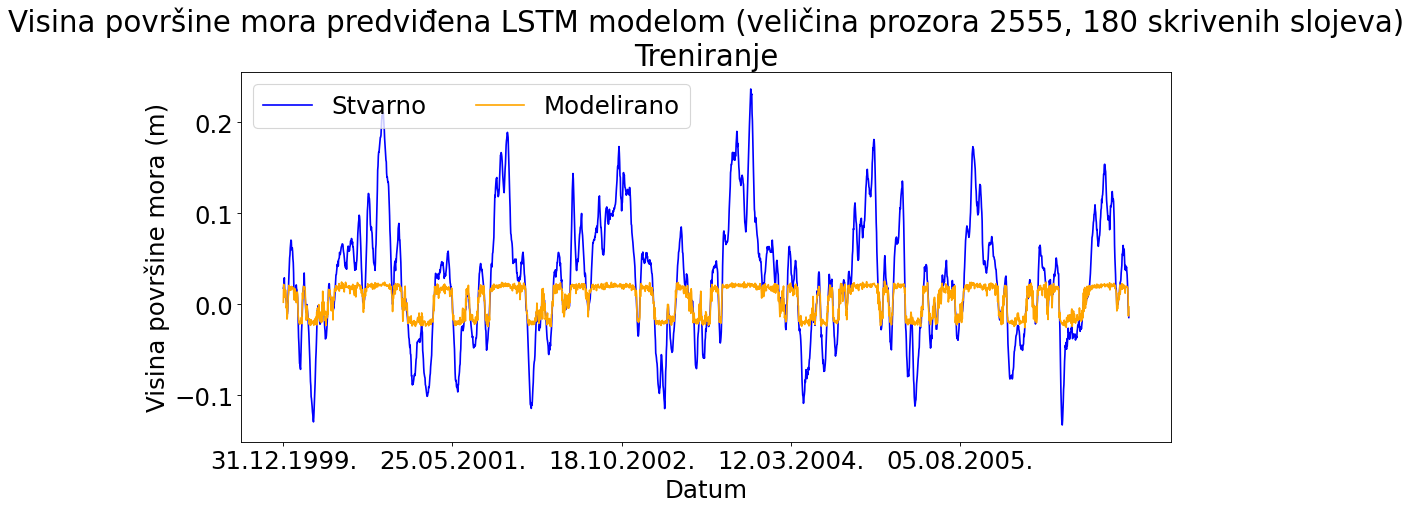 Visina površine mora predviđena LSTM modelom (veličina prozora 2555, 180 skrivenih slojeva)
Treniranje
Stvarno Modelirano
Visina površine mora (m)
0.2
0.1
0.0
−0.1
31.12.1999. 25.05.2001. 18.10.2002. 12.03.2004. 05.08.2005.
Datum